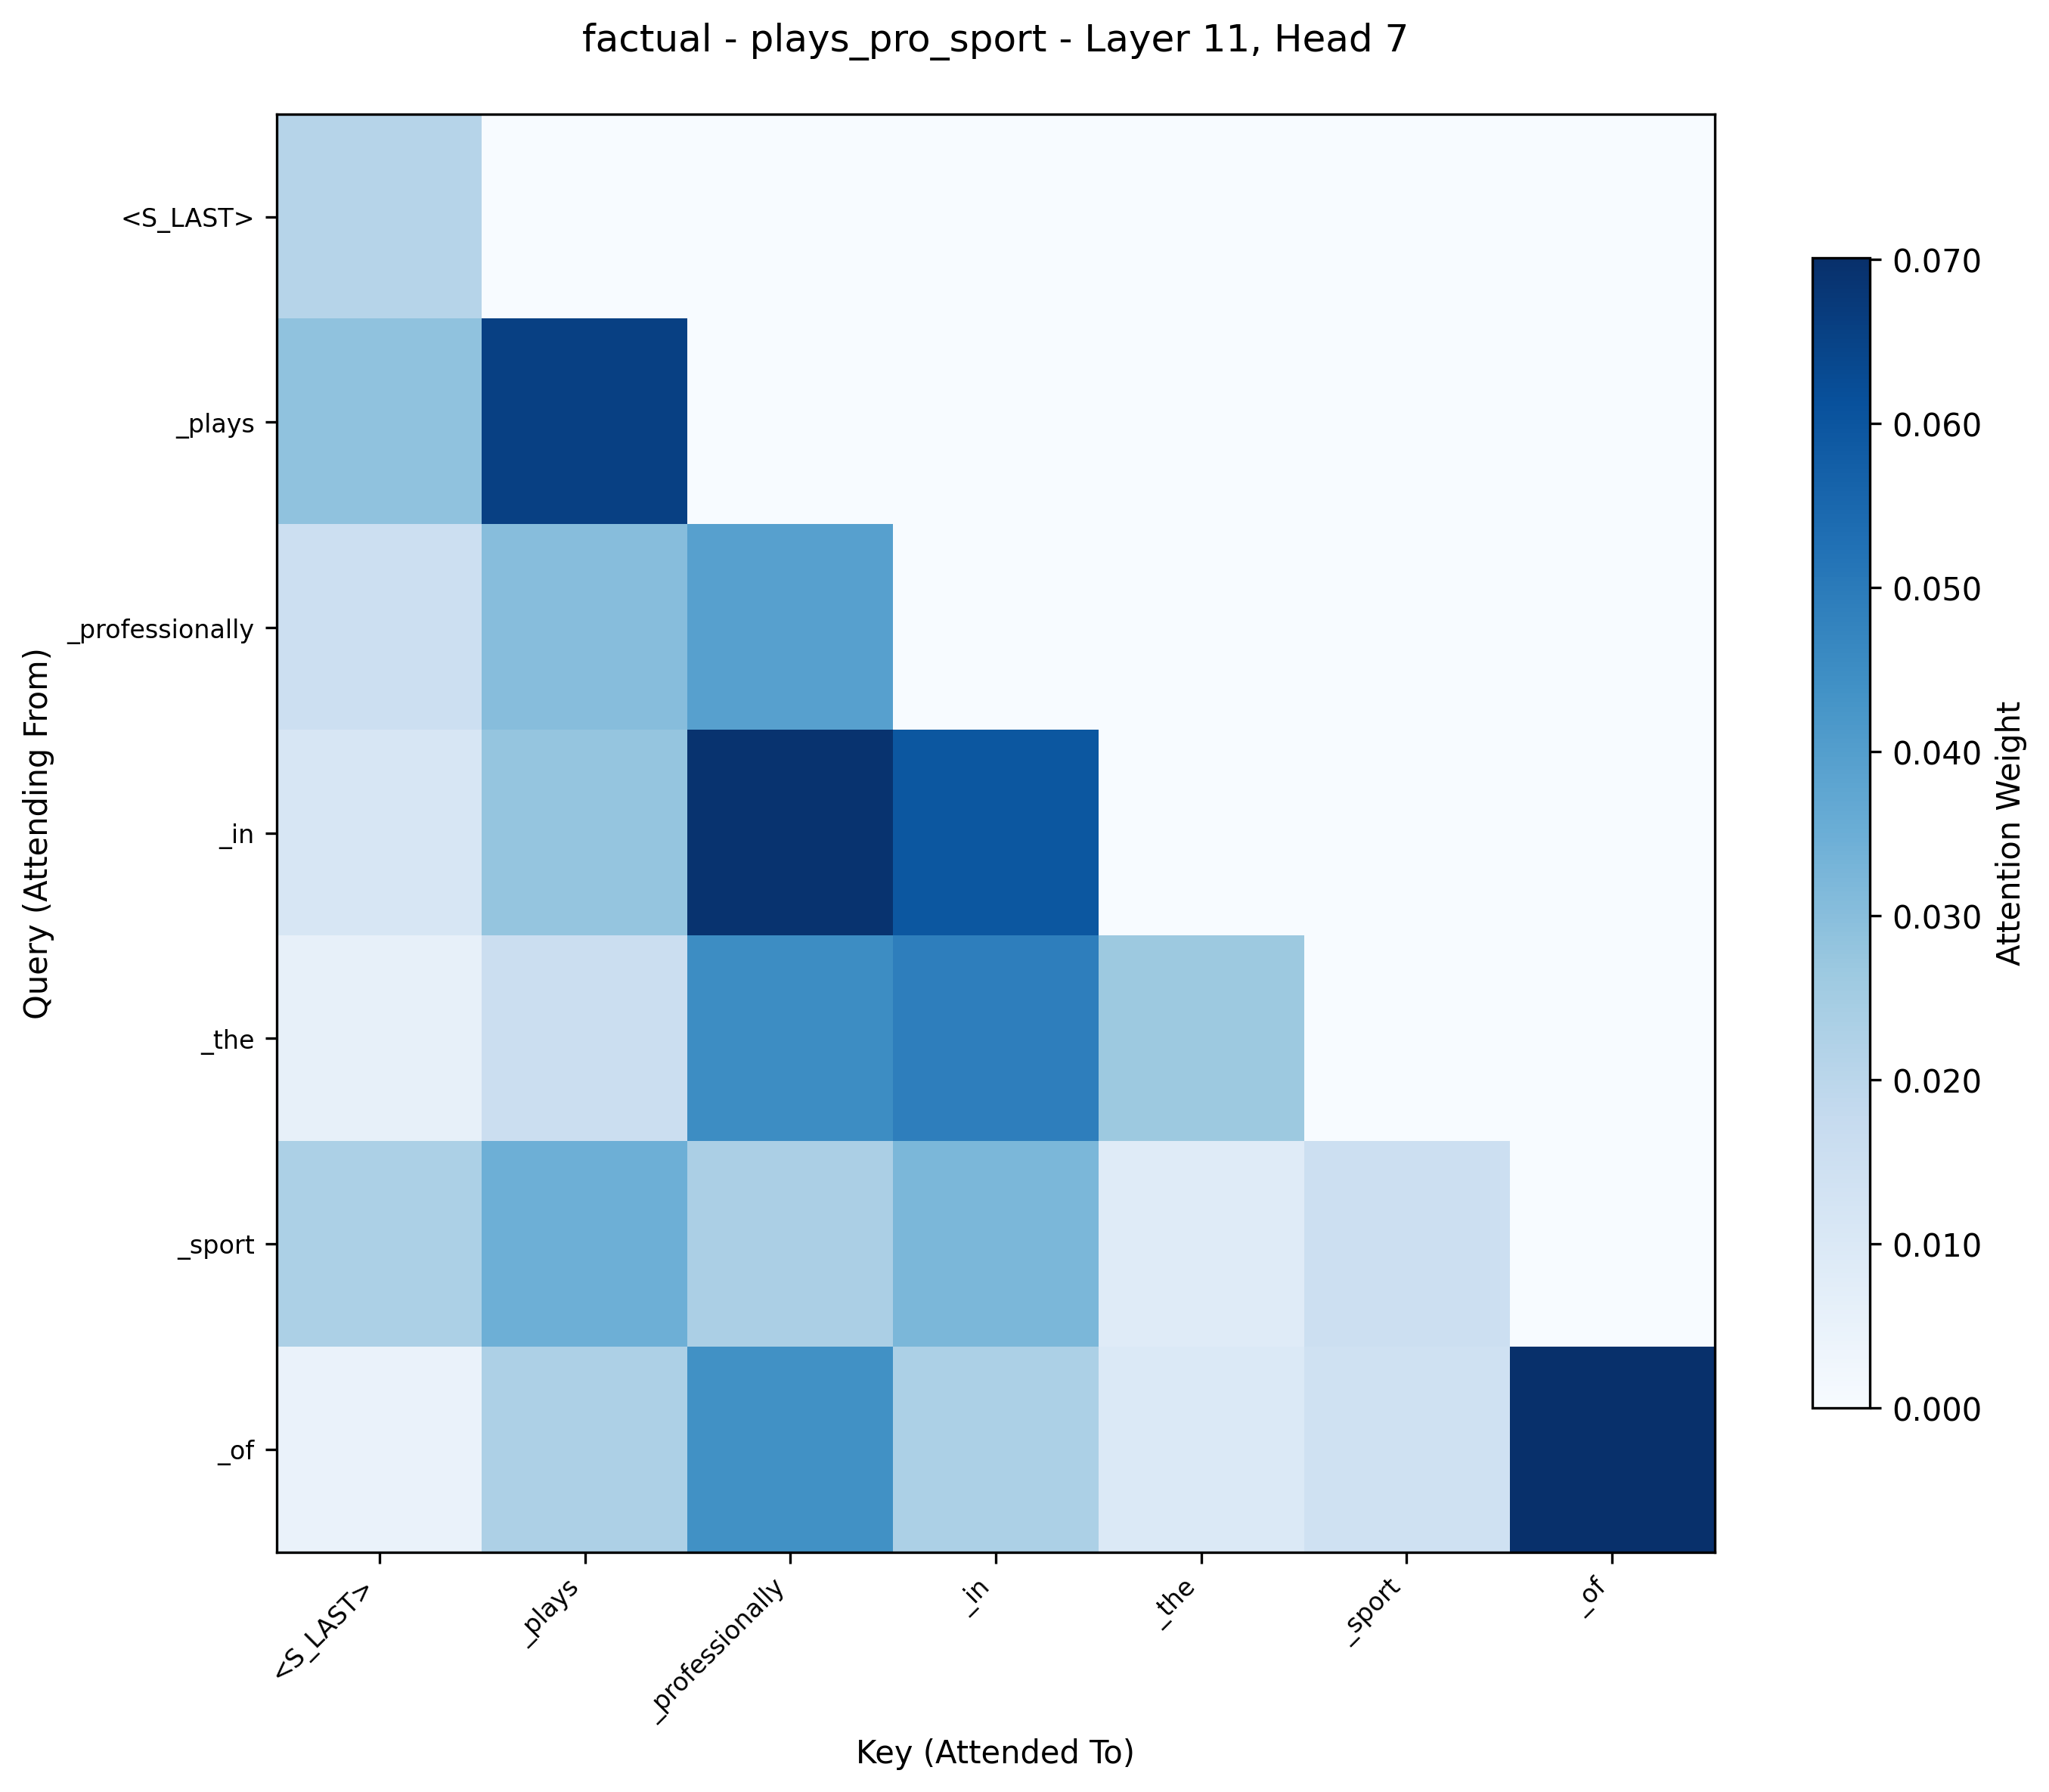 factual - plays_pro_sport - Layer 11, Head 7
Query (Attending From)
<S_LAST>
_plays
_professionally
_in
_the
_sport
_of
<S_LAST>
_plays
_professionally
_in
_the
_sport
_of
Key (Attended To)
0.070
0.060
0.050
0.040
0.030
0.020
0.010
0.000
Attention Weight